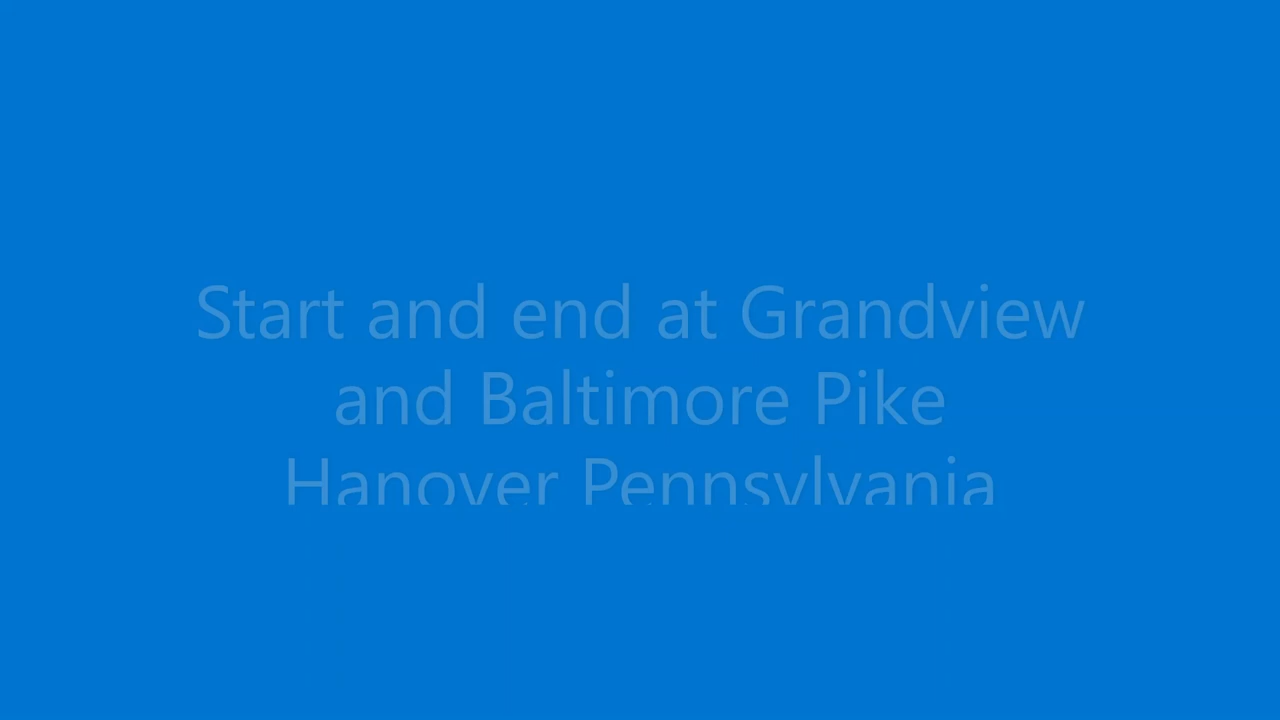 Start and end at Grandview
and Baltimore Pike
Hanover Pennsylvania